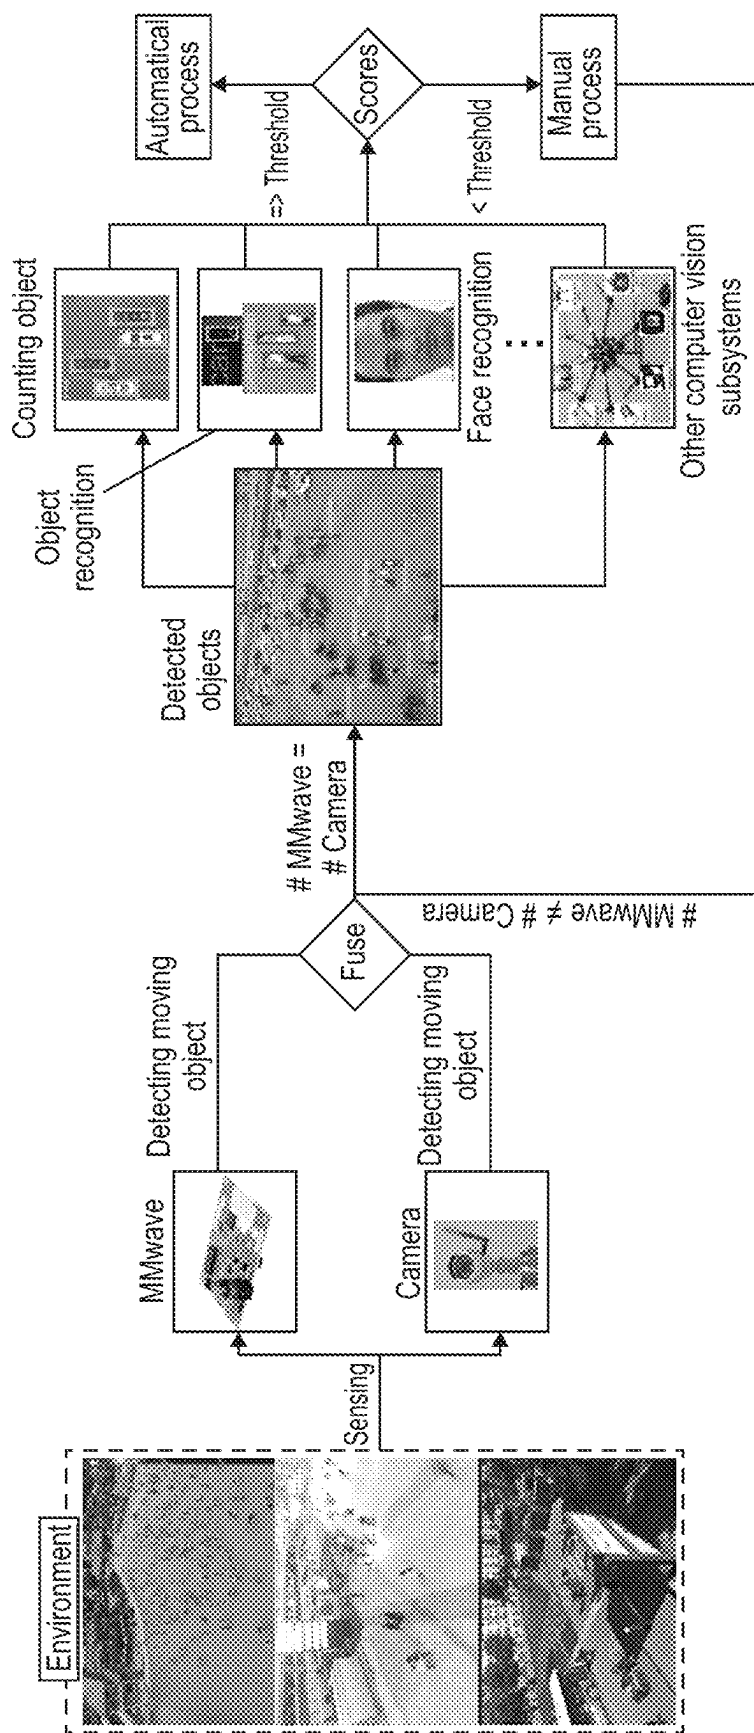 Environment
Sensing
MMwave
Camera
Detecting moving
object
Detecting moving
object
Fuse
# MMwave =
# Camera
# MMwave ≠ # Camera
Detected
objects
Object
recognition
Counting object
Face recognition
Other computer vision
subsystems
=> Threshold
< Threshold
Scores
Automatical
process
Manual
process